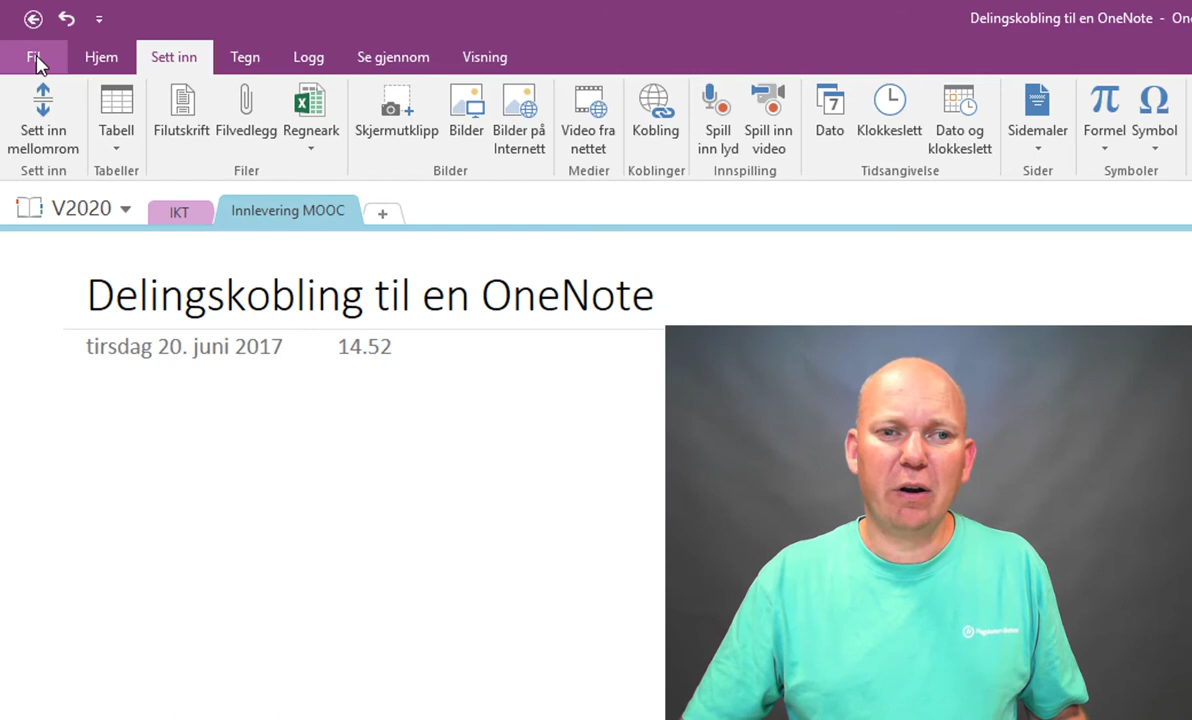 Delingskobling til en OneNote - On
Hjem Sett inn Tegn Logg Se gjennom Visning
Sett inn mellomrom
Tabell
Filutskrift Filvedlegg Regneark
Skjermutklipp Bilder Bilder på Internett
Video fra nettet
Kobling
Spill inn lyd Spill inn video
7
Dato Klokkeslett Dato og klokkeslett
Sidemaler
π Ω
Formel Symbol
Sett inn Tabeller Filer Bilder Medier Koblinger Innspilling Tidsangivelse Sider Symboler
V2020 IKT Innlevering MOOC +
Delingskobling til en OneNote
tirsdag 20. juni 2017 14.52